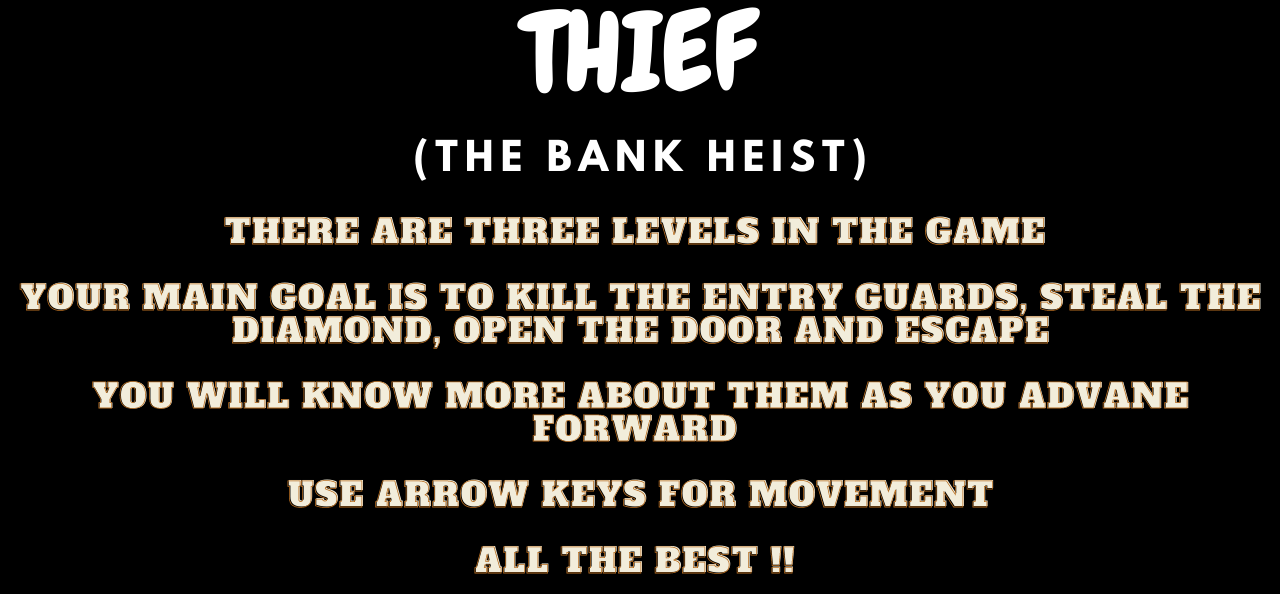 THIEF
(THE BANK HEIST)
THERE ARE THREE LEVELS IN THE GAME
YOUR MAIN GOAL IS TO KILL THE ENTRY GUARDS, STEAL THE
DIAMOND, OPEN THE DOOR AND ESCAPE
YOU WILL KNOW MORE ABOUT THEM AS YOU ADVANE
FORWARD
USE ARROW KEYS FOR MOVEMENT
ALL THE BEST !!